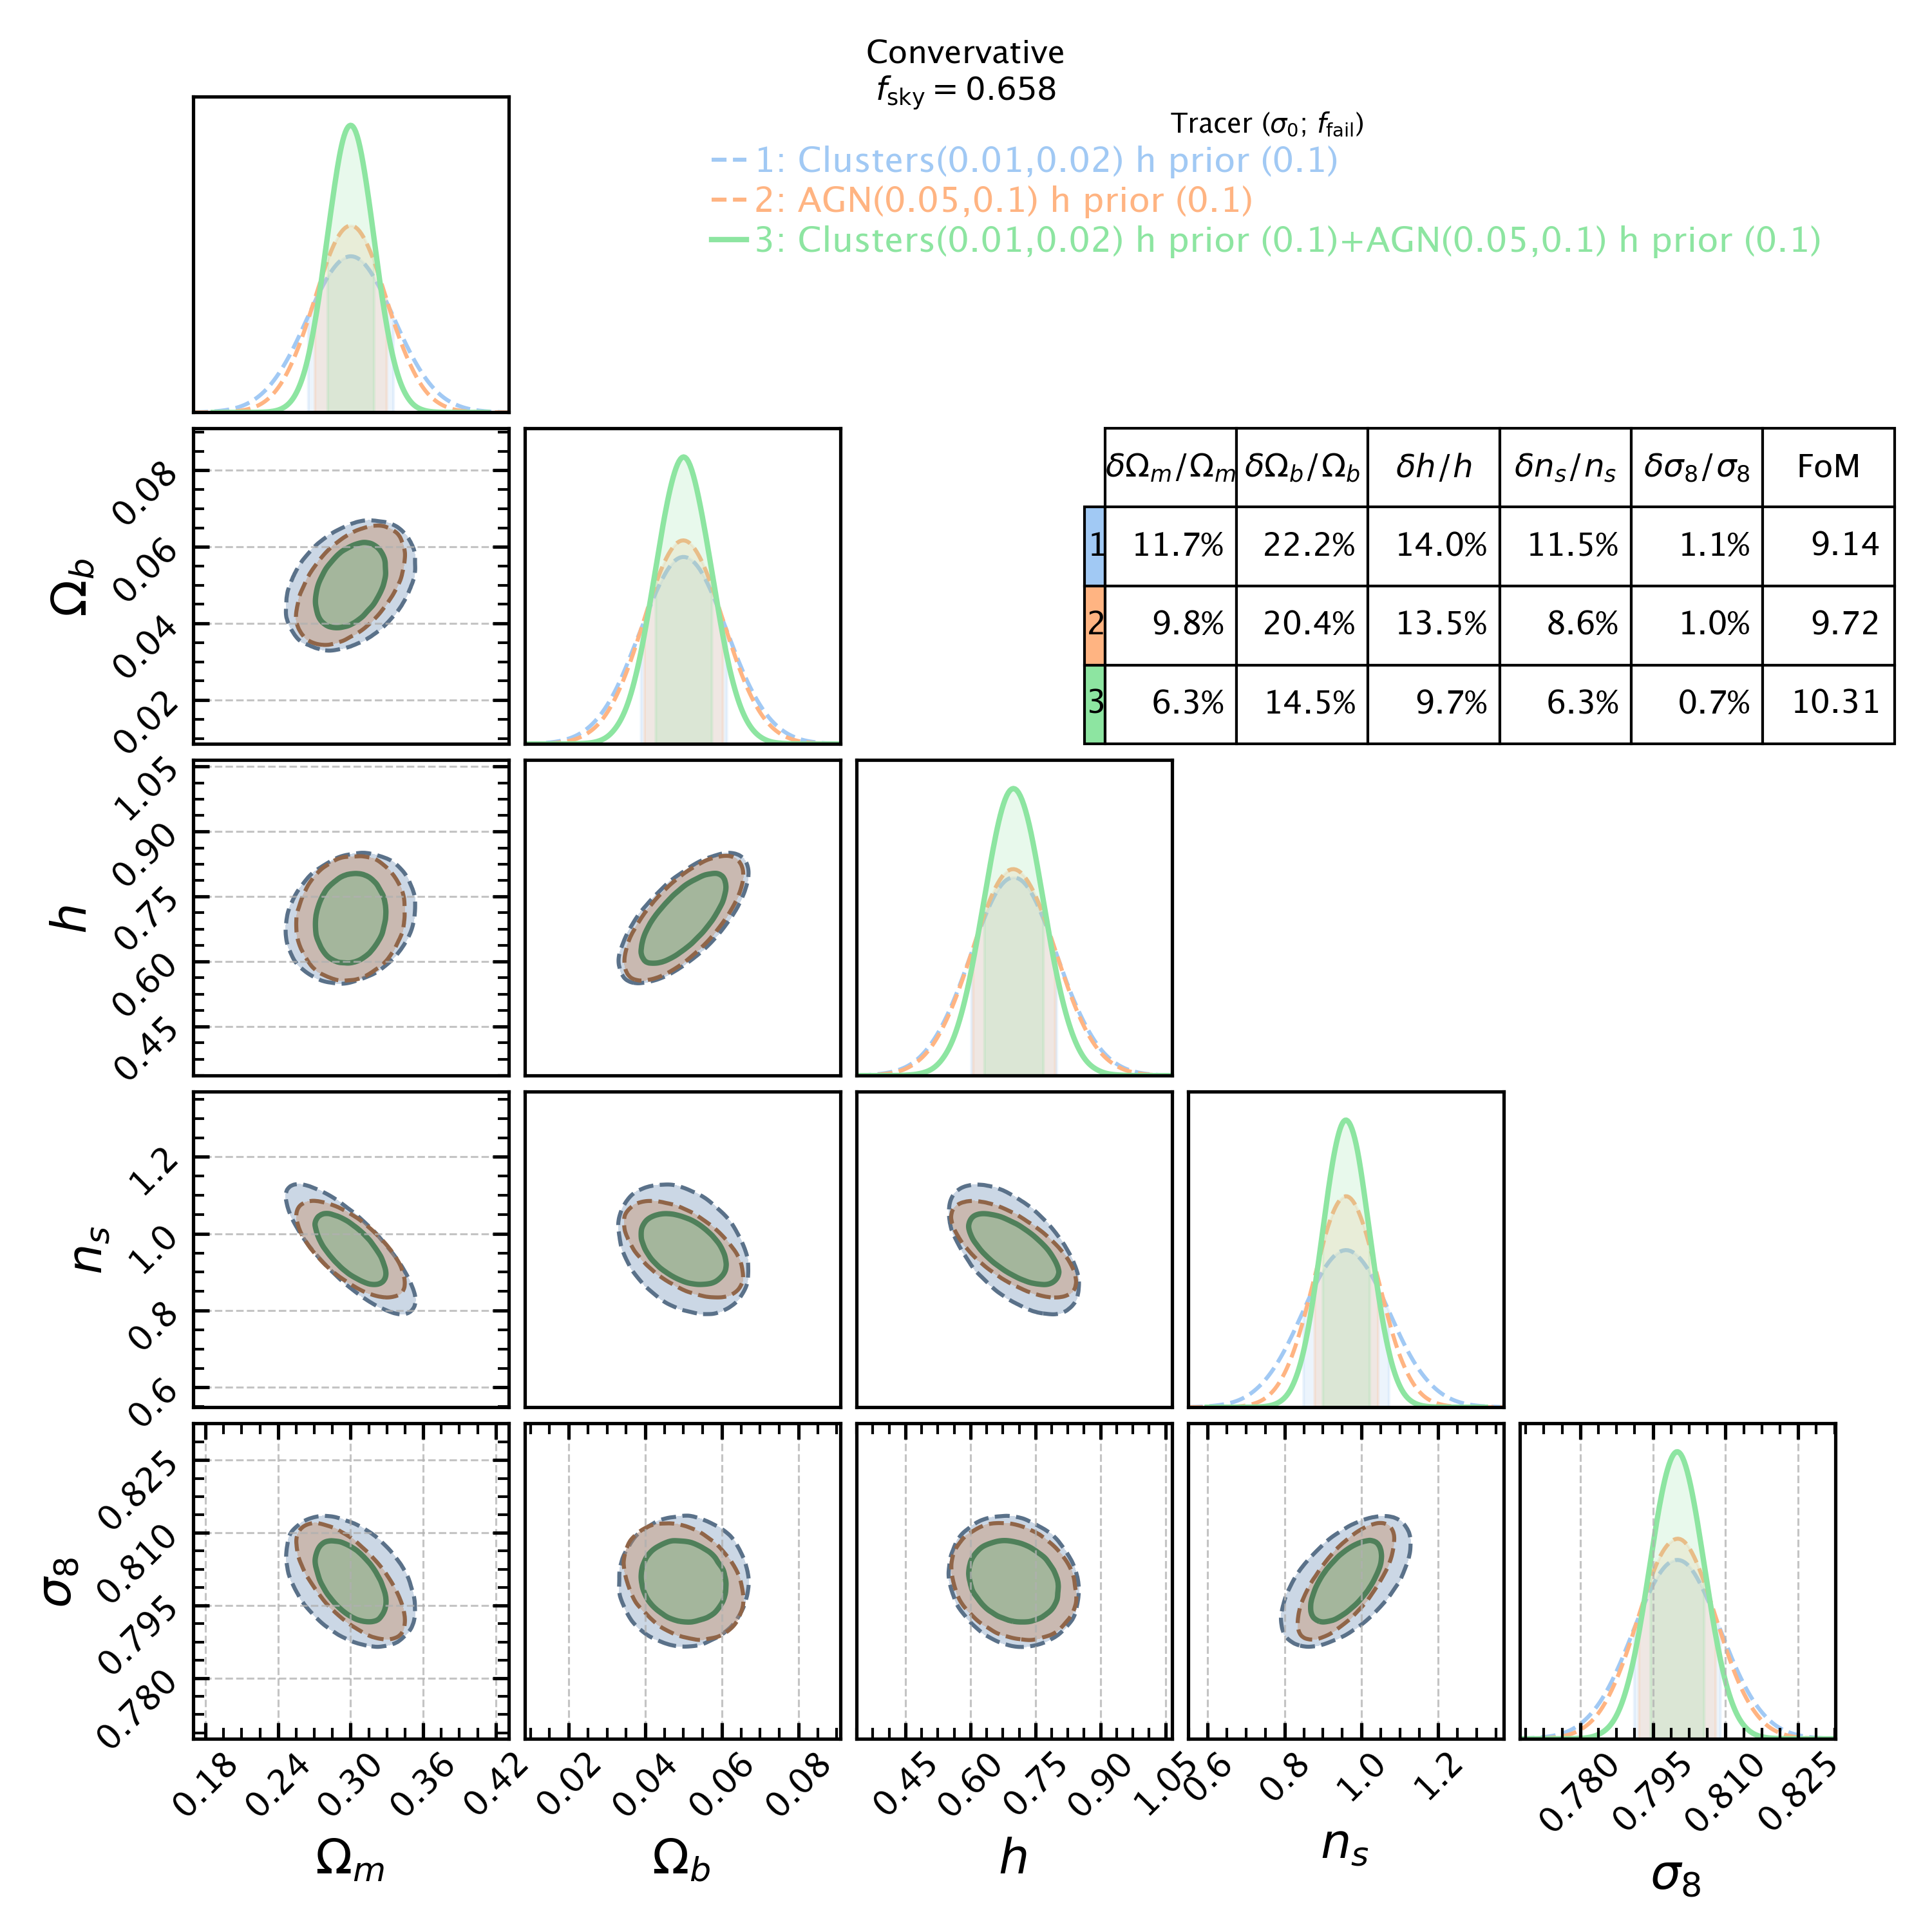 Convervative
f_sky = 0.658
Tracer (σ₀; f_fail)
1: Clusters(0.01,0.02) h prior (0.1)
2: AGN(0.05,0.1) h prior (0.1)
3: Clusters(0.01,0.02) h prior (0.1)+AGN(0.05,0.1) h prior (0.1)
δΩ_m/Ω_m δΩ_b/Ω_b δh/h δn_s/n_s δσ₈/σ₈ FoM
1 11.7% 22.2% 14.0% 11.5% 1.1% 9.14
2 9.8% 20.4% 13.5% 8.6% 1.0% 9.72
3 6.3% 14.5% 9.7% 6.3% 0.7% 10.31
Ω_b
0.08
0.06
0.04
0.02
h
1.05
0.90
0.75
0.60
0.45
n_s
1.2
1.0
0.8
0.6
σ₈
0.825
0.810
0.795
0.780
0.18 0.24 0.30 0.36 0.42
0.02 0.04 0.06 0.08
0.45 0.60 0.75 0.90 1.05
0.6 0.8 1.0 1.2
0.780 0.795 0.810 0.825
Ω_m Ω_b h n_s σ₈